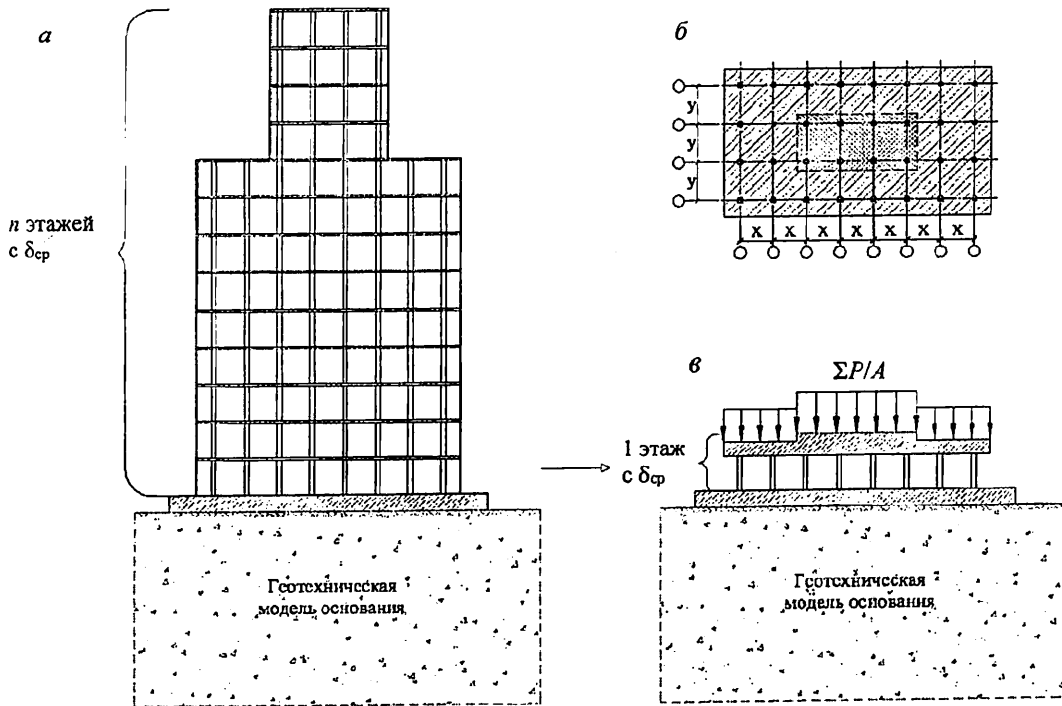 а
n этажей
с δср
Геотехническая
модель основания
б
у
у
у
х х х х х х х
в
ΣP/A
1 этаж
с δср
Геотехническая
модель основания